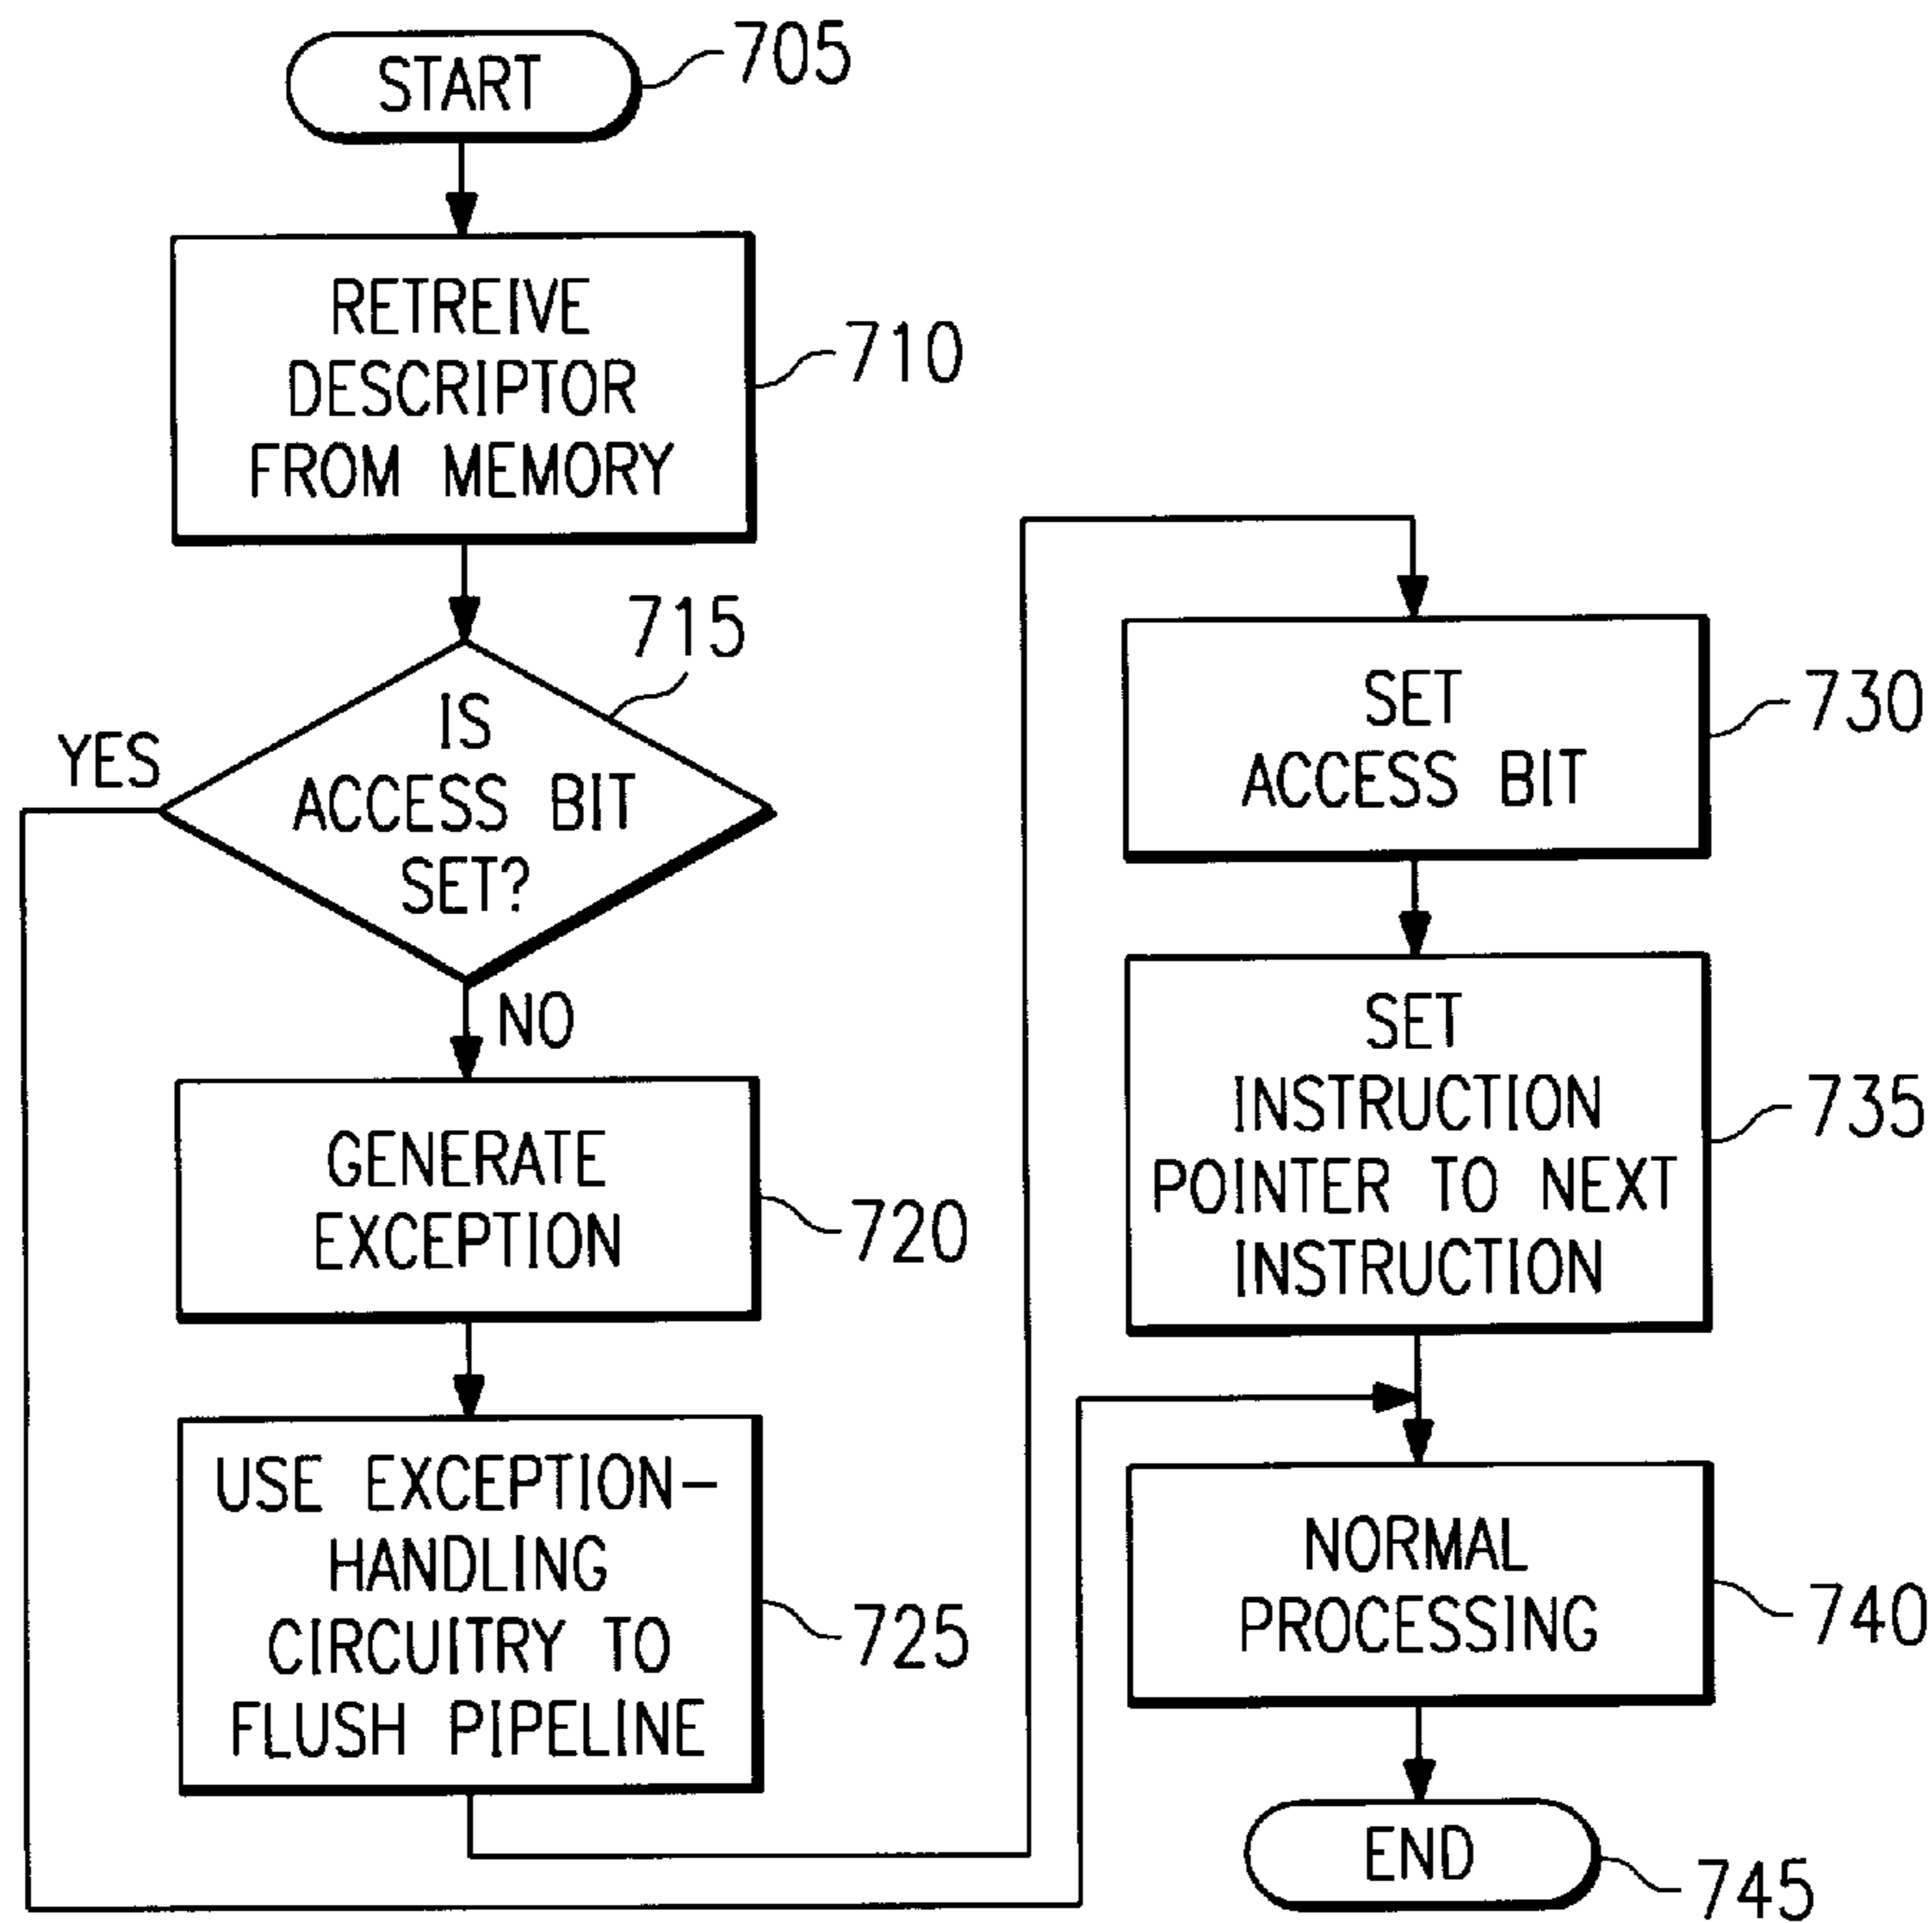 START
705
RETREIVE
DESCRIPTOR
FROM MEMORY
710
715
IS
ACCESS BIT
SET?
YES
NO
GENERATE
EXCEPTION
720
USE EXCEPTION-
HANDLING
CIRCUITRY TO
FLUSH PIPELINE
725
SET
ACCESS BIT
730
SET
INSTRUCTION
POINTER TO NEXT
INSTRUCTION
735
NORMAL
PROCESSING
740
END
745